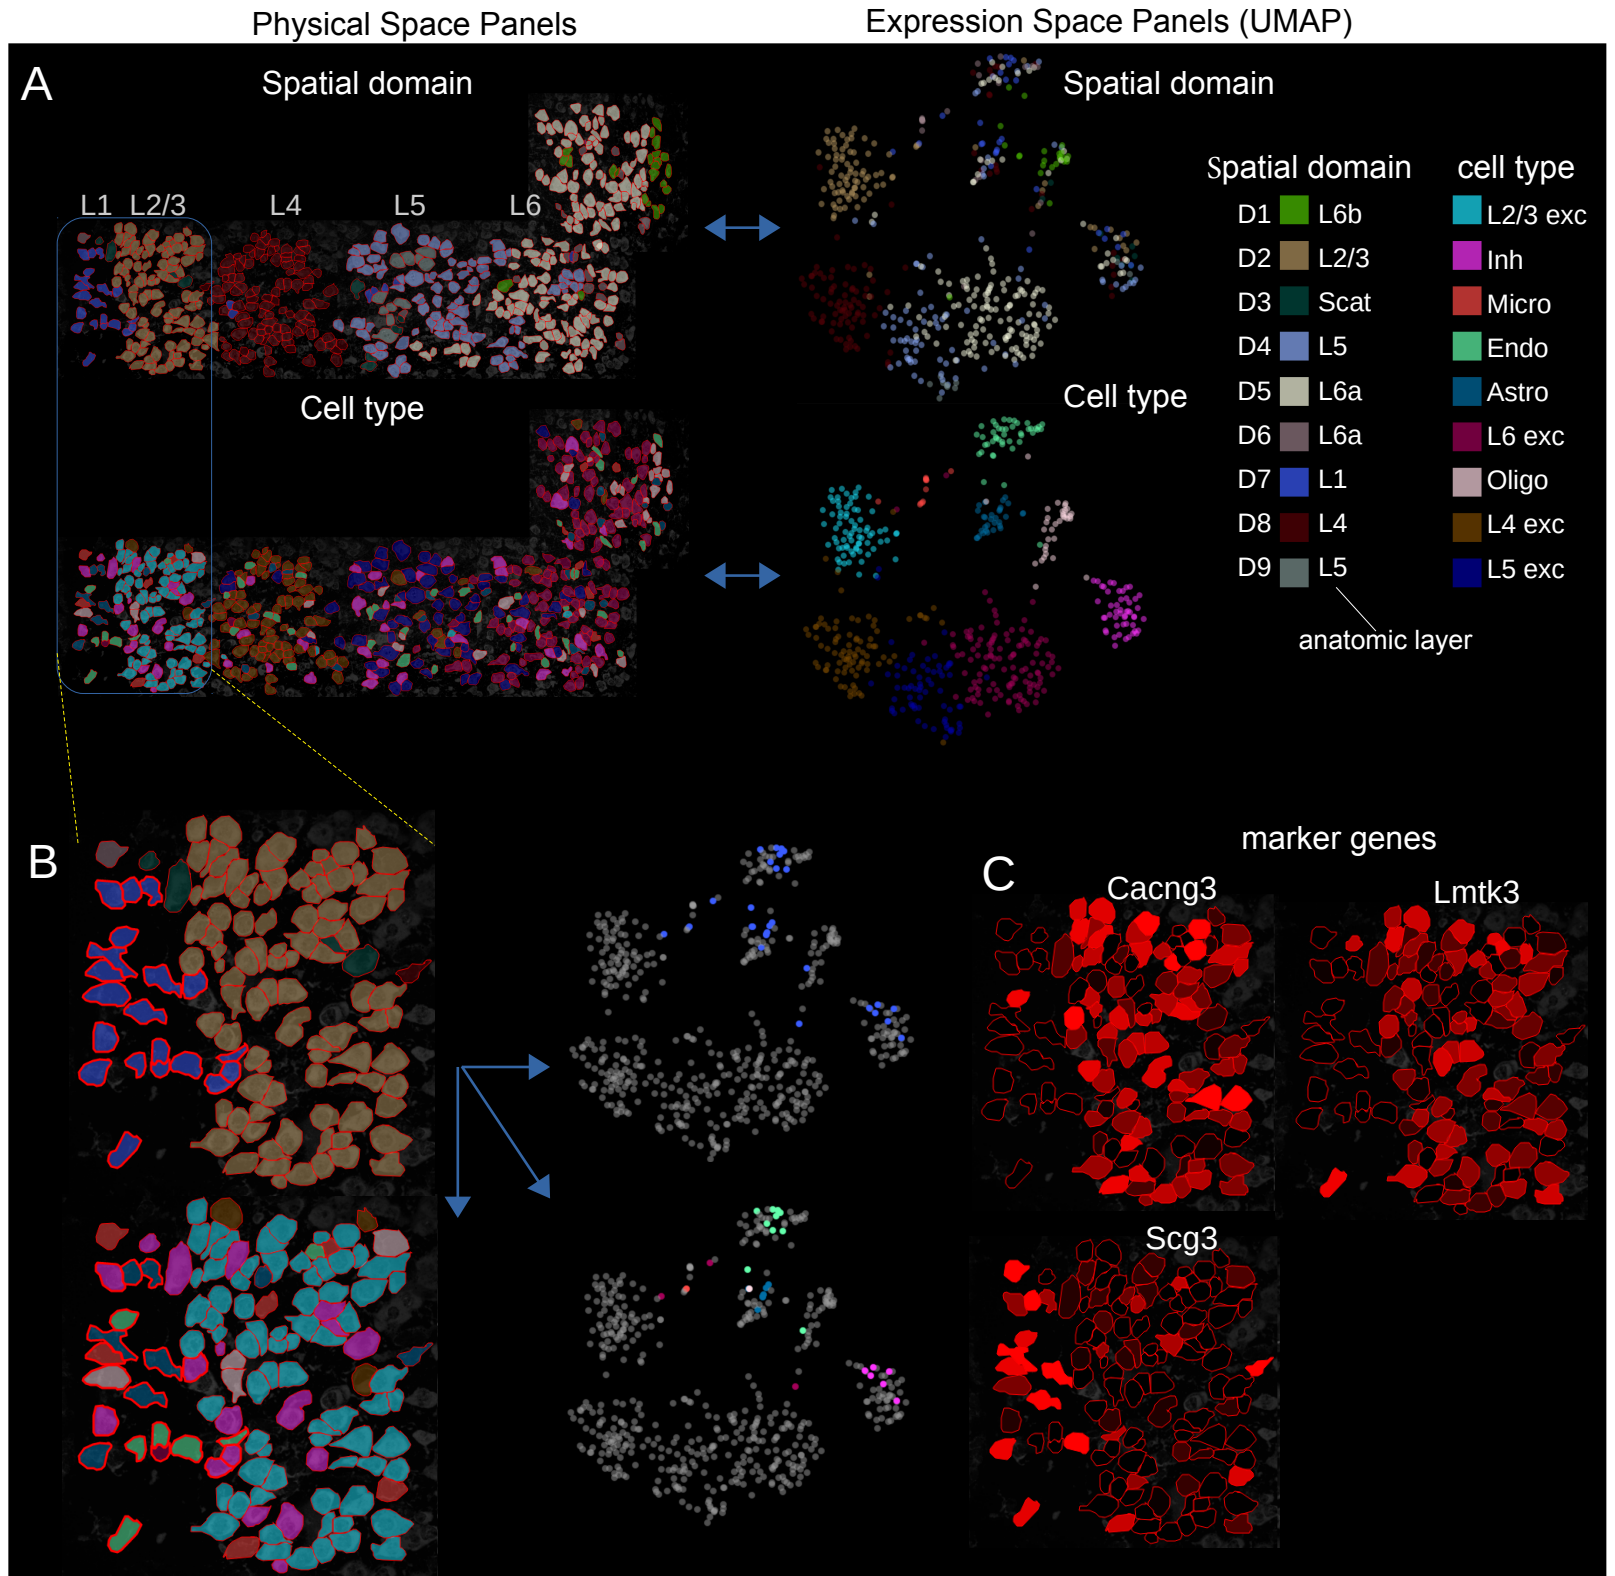 Physical Space Panels
Expression Space Panels (UMAP)
A
Spatial domain
Spatial domain
L1 L2/3 L4 L5 L6
Spatial domain cell type
D1 L6b L2/3 exc
D2 L2/3 Inh
D3 Scat Micro
D4 L5 Endo
D5 L6a Astro
D6 L6a L6 exc
D7 L1 Oligo
D8 L4 L4 exc
D9 L5 L5 exc
anatomic layer
Cell type
Cell type
B
marker genes
C
Cacng3
Lmtk3
Scg3